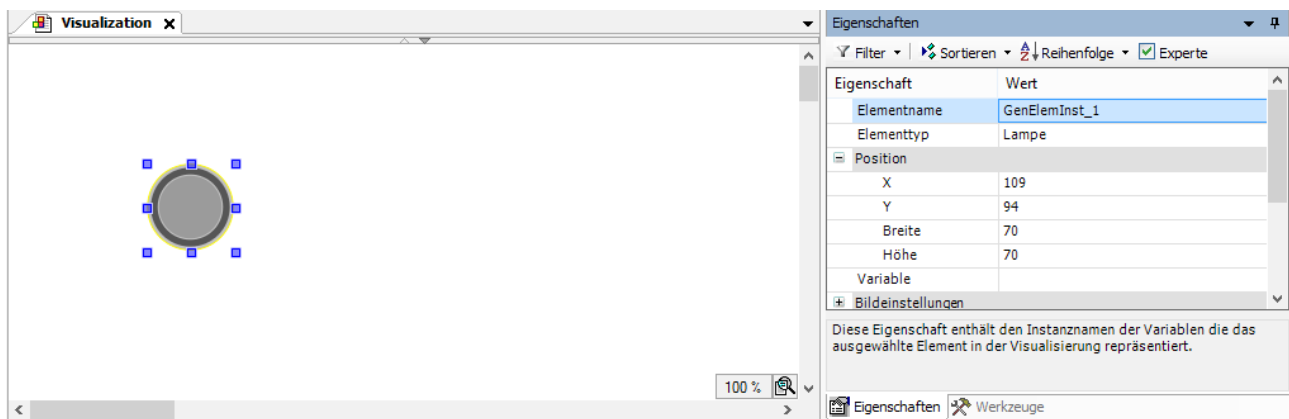 Visualization
Eigenschaften
Filter Sortieren Reihenfolge Experte
Eigenschaft Wert
Elementname GenElemInst_1
Elementtyp Lampe
Position
X 109
Y 94
Breite 70
Höhe 70
Variable
Bildeinstellungen
Diese Eigenschaft enthält den Instanznamen der Variablen die das
ausgewählte Element in der Visualisierung repräsentiert.
100 %
Eigenschaften Werkzeuge